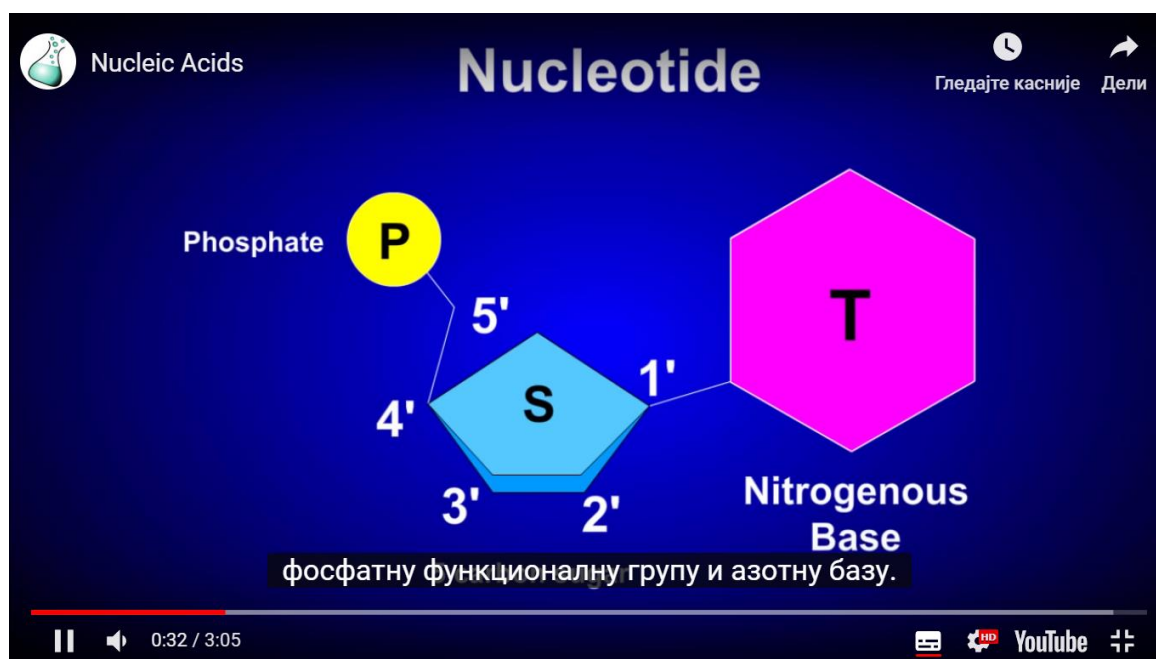 Nucleic Acids
Nucleotide
Гледајте касније
Дели
Phosphate
P
5'
S
1'
T
4'
3'
2'
Nitrogenous
Base
фосфатну функционалну групу и азотну базу.
0:32 / 3:05
HD
YouTube